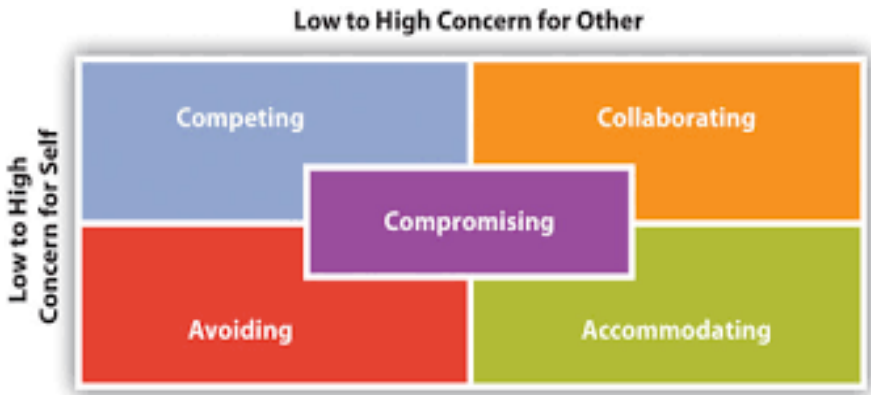 Low to High Concern for Other
Low to High
Concern for Self
Competing
Collaborating
Compromising
Avoiding
Accommodating